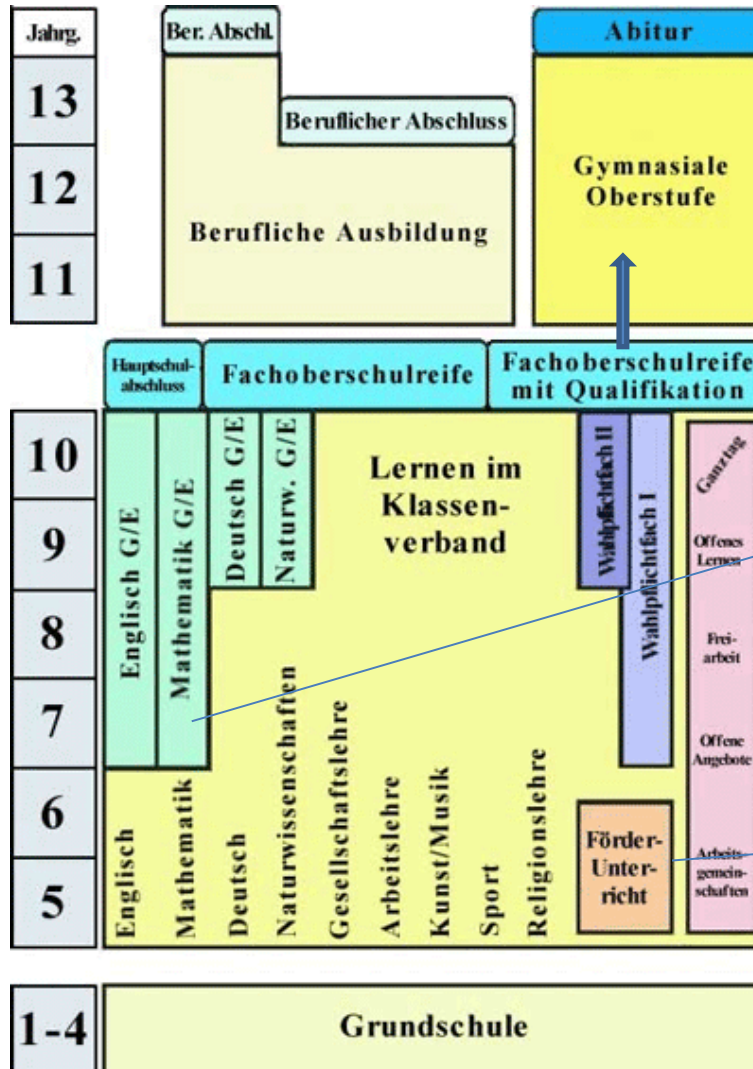 Jahrg.
Ber. Abschl.
Abitur
13
Beruflicher Abschluss
12
Gymnasiale
Oberstufe
Berufliche Ausbildung
11
Hauptschul-
abschluss
Fachoberschulreife
Fachoberschulreife
mit Qualifikation
10
9
8
7
6
5
Englisch G/E
Mathematik G/E
Deutsch G/E
Naturw. G/E
Lernen im
Klassen-
verband
Wahlpflichtfach II
Wahlpflichtfach I
Ganztag
Offenes
Lernen
Frei-
arbeit
Offene
Angebote
Arbeits-
gemein-
schaften
Englisch
Mathematik
Deutsch
Naturwissenschaften
Gesellschaftslehre
Arbeitslehre
Kunst/Musik
Sport
Religionslehre
Förder-
Unter-
richt
1-4
Grundschule